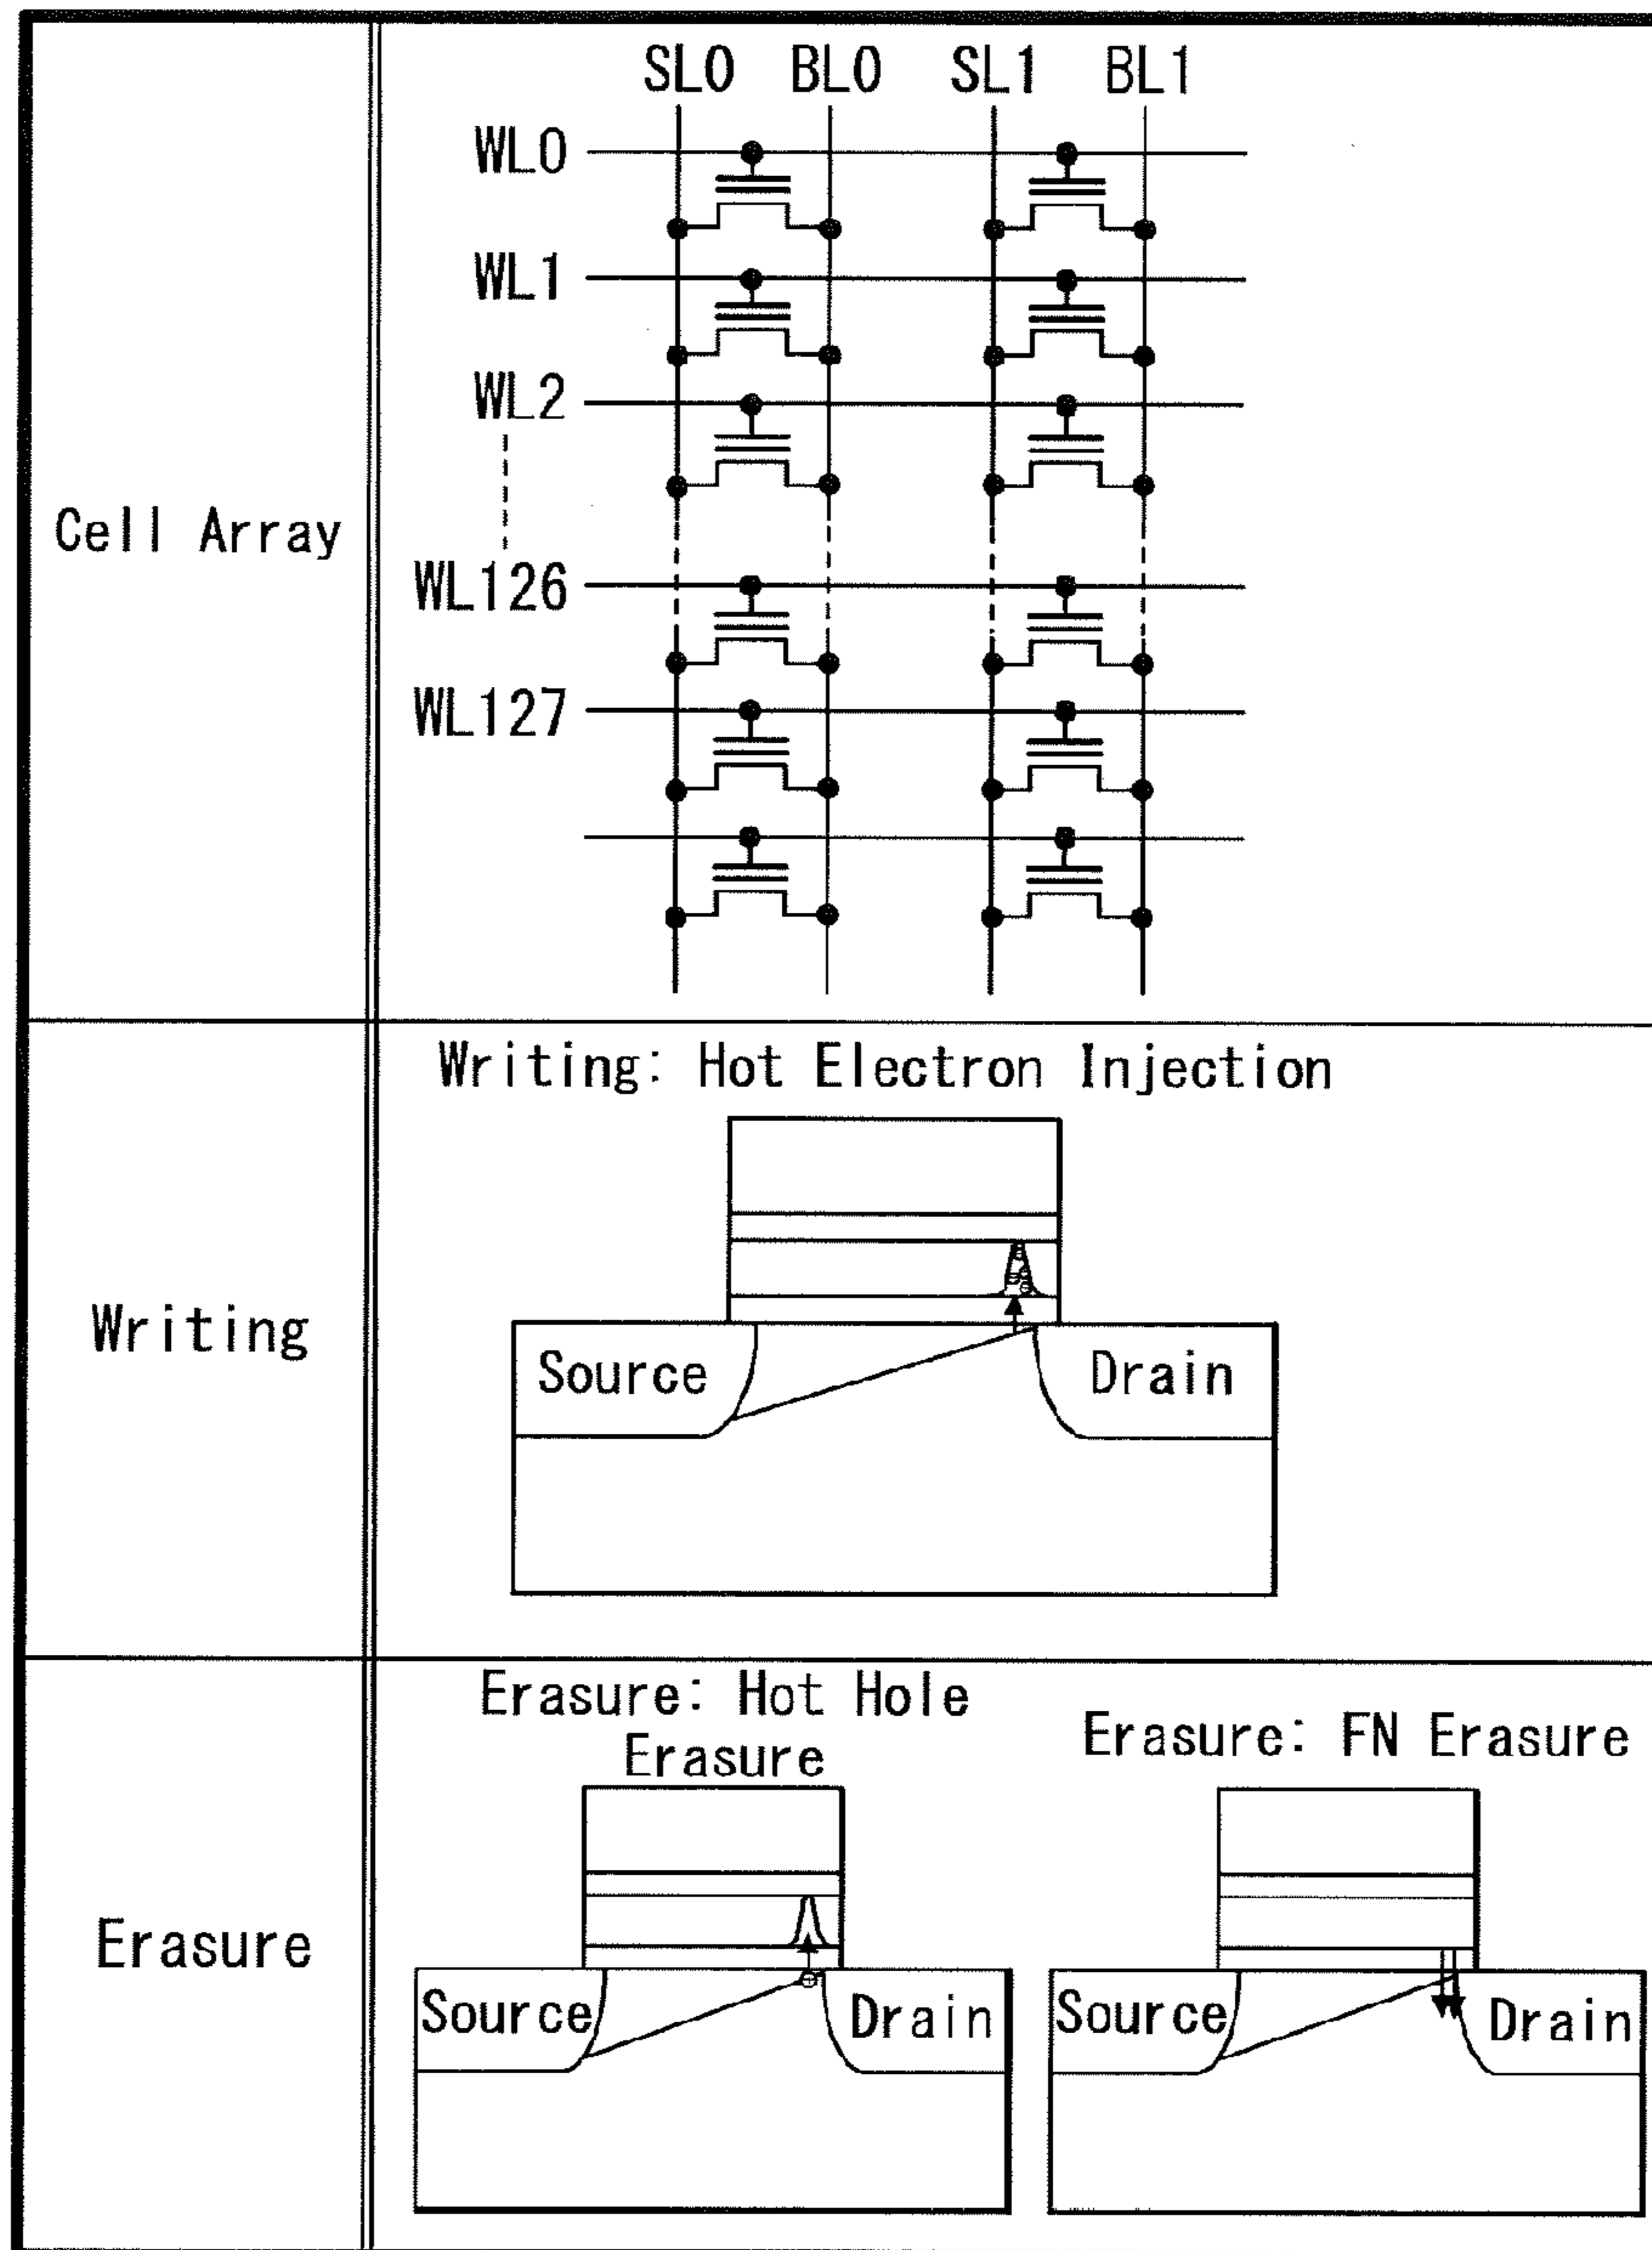 SL0 BL0 SL1 BL1
WL0
WL1
WL2
Cell Array
WL126
WL127
Writing: Hot Electron Injection
Writing
Source
Drain
Erasure: Hot Hole
Erasure
Erasure: FN Erasure
Erasure
Source
Drain
Source
Drain